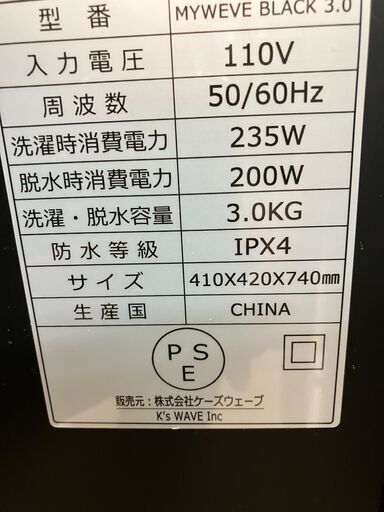 型番 MYWEVE BLACK 3.0
入力電圧 110V
周波数 50/60Hz
洗濯時消費電力 235W
脱水時消費電力 200W
洗濯・脱水容量 3.0KG
防水等級 IPX4
サイズ 410X420X740㎜
生産国 CHINA
P S
E
販売元：株式会社ケーズウェーブ
K's WAVE Inc